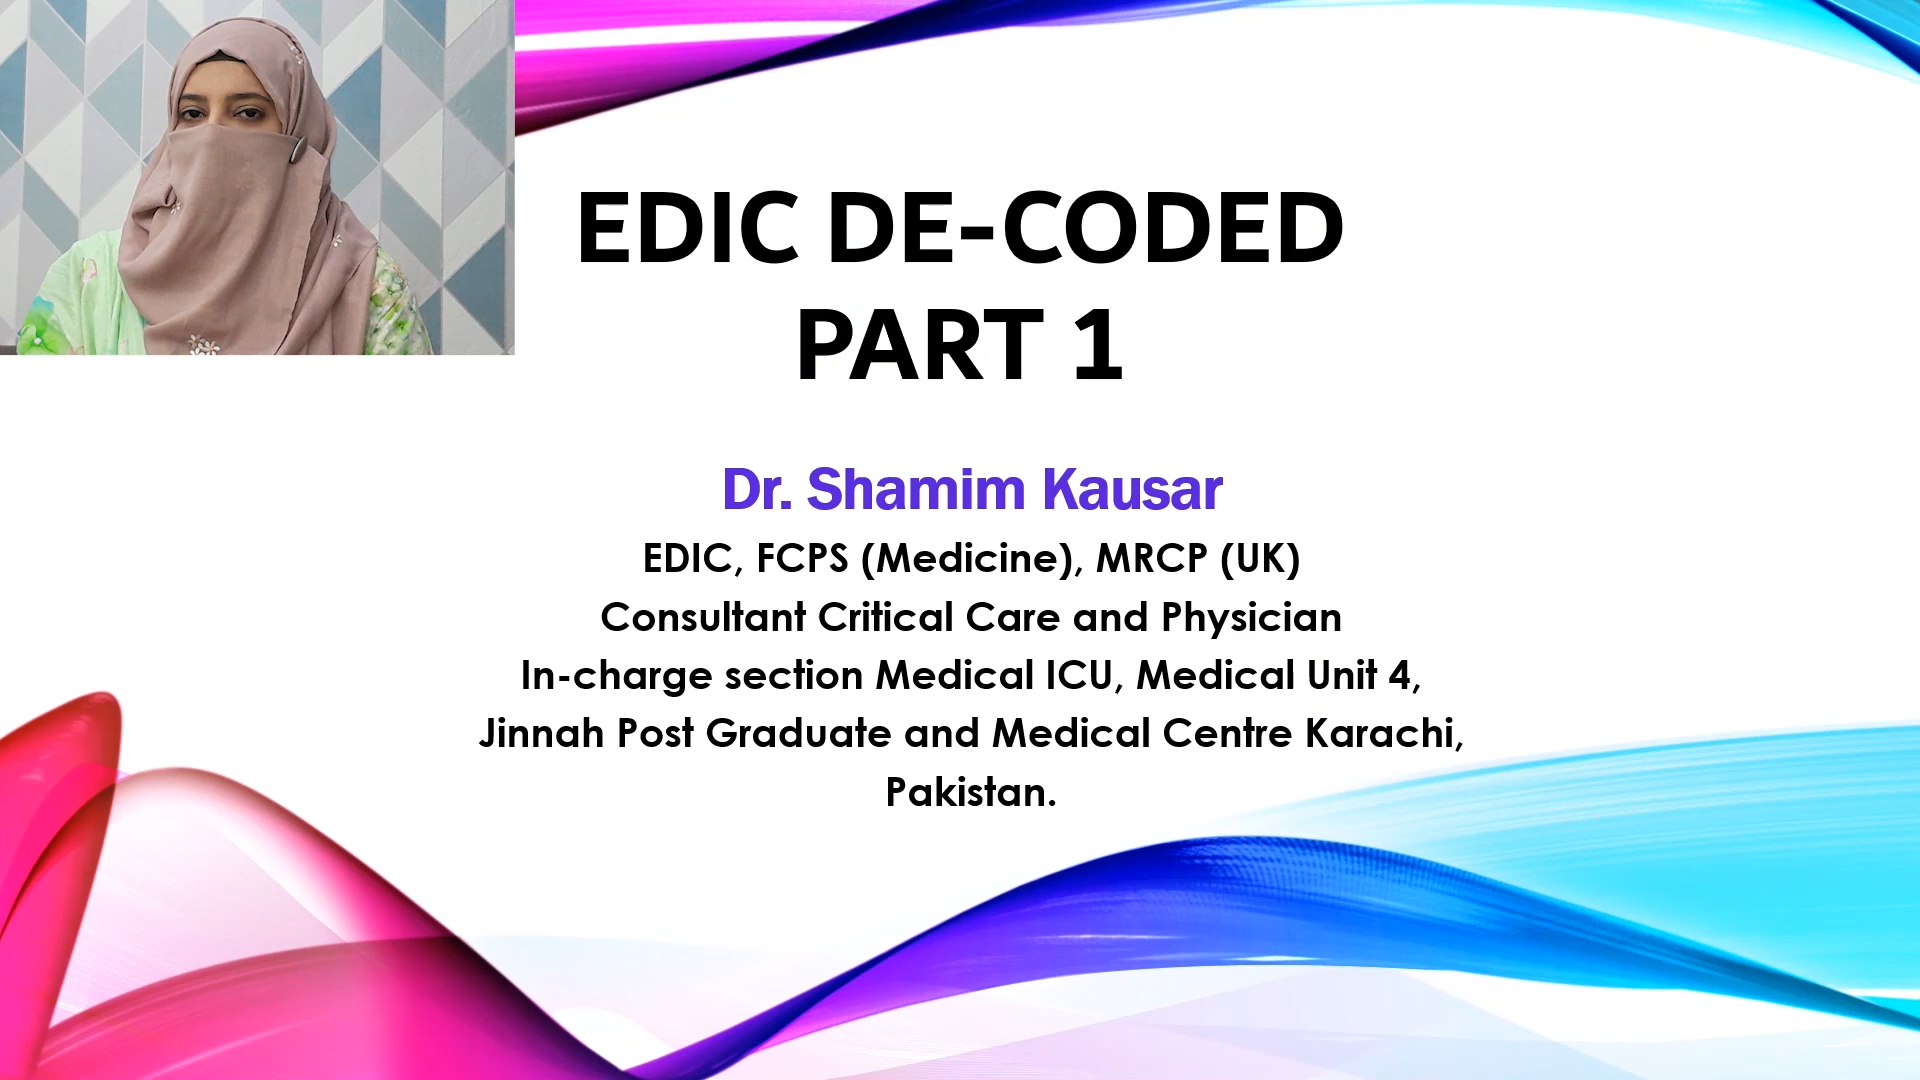 EDIC DE-CODED
PART 1
Dr. Shamim Kausar
EDIC, FCPS (Medicine), MRCP (UK)
Consultant Critical Care and Physician
In-charge section Medical ICU, Medical Unit 4,
Jinnah Post Graduate and Medical Centre Karachi,
Pakistan.